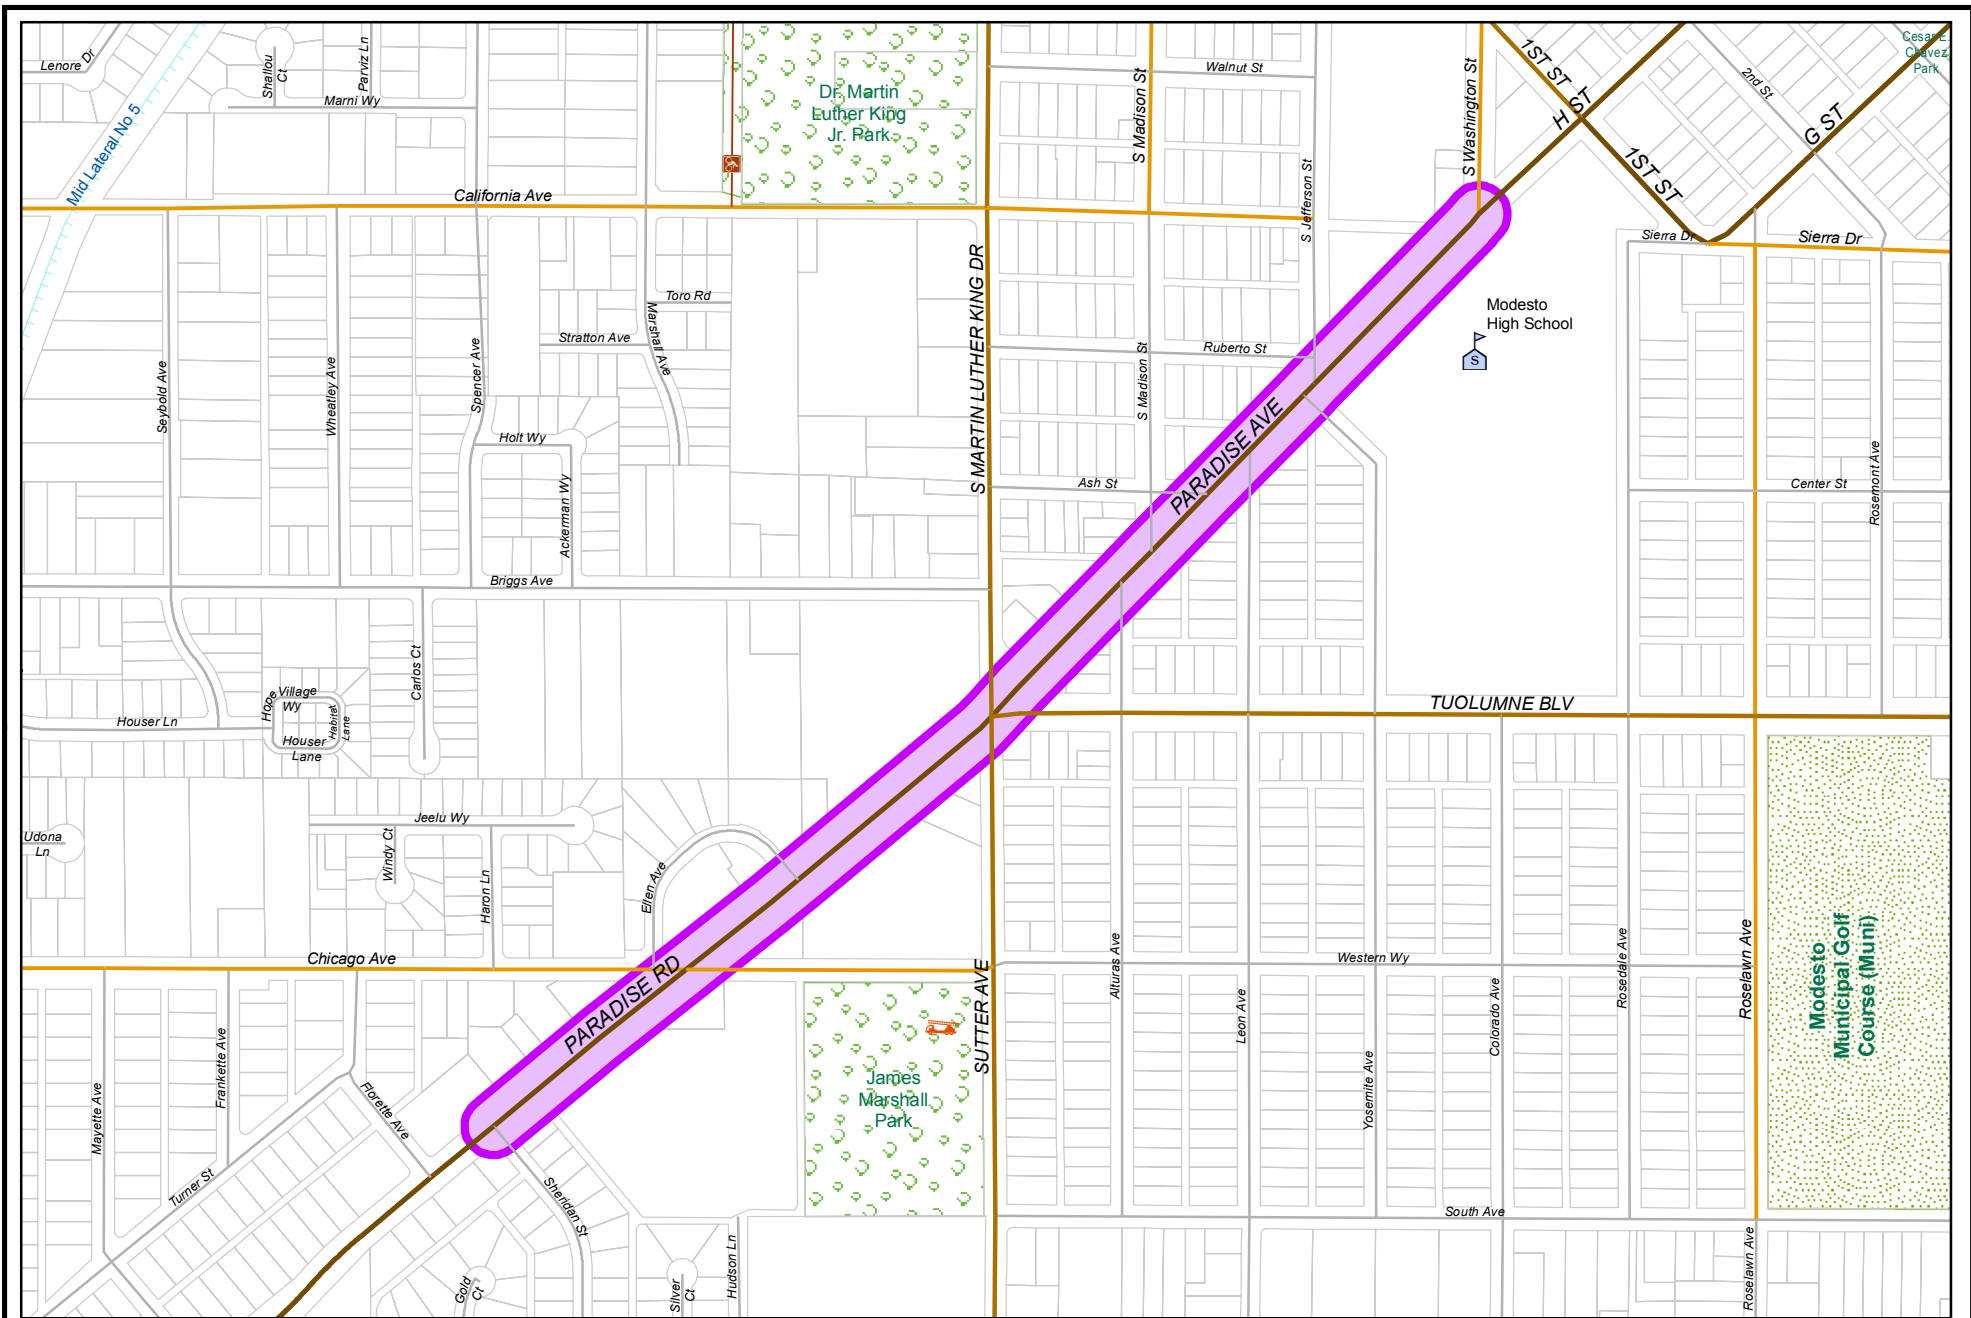 Lenore Dr
Shallou
Ct
Parviz Ln
Marni Wy
Mid Lateral No 5
Dr. Martin
Luther King
Jr. Park
S Madison St
Walnut St
S Jefferson St
S Washington St
1ST ST
H ST
1ST ST
2nd St
G ST
Cesar E.
Chavez
Park
California Ave
Sierra Dr
Sierra Dr
S MARTIN LUTHER KING DR
Toro Rd
Marshall Ave
Stratton Ave
Modesto
High School
S
Seybold Ave
Wheatley Ave
Spencer Ave
S Madison St
Ruberto St
Holt Wy
Ackerman Wy
PARADISE AVE
Ash St
Center St
Rosemont Ave
Briggs Ave
Carlos Ct
Hope
Village
Wy
Habitat
Lane
Houser Ln
Houser
Lane
TUOLUMNE BLV
Jeelu Wy
Udona
Ln
Windy Ct
Haron Ln
Ellen Ave
Chicago Ave
PARADISE RD
SUTTER AVE
Alturas Ave
Western Wy
Leon Ave
Yosemite Ave
Colorado Ave
Rosedale Ave
Roselawn Ave
Modesto
Municipal Golf
Course (Muni)
James
Marshall
Park
Mayette Ave
Frankette Ave
Florette Ave
Turner St
Sheridan St
South Ave
Gold
Ct
Silver
Ct
Hudson Ln
Roselawn Ave